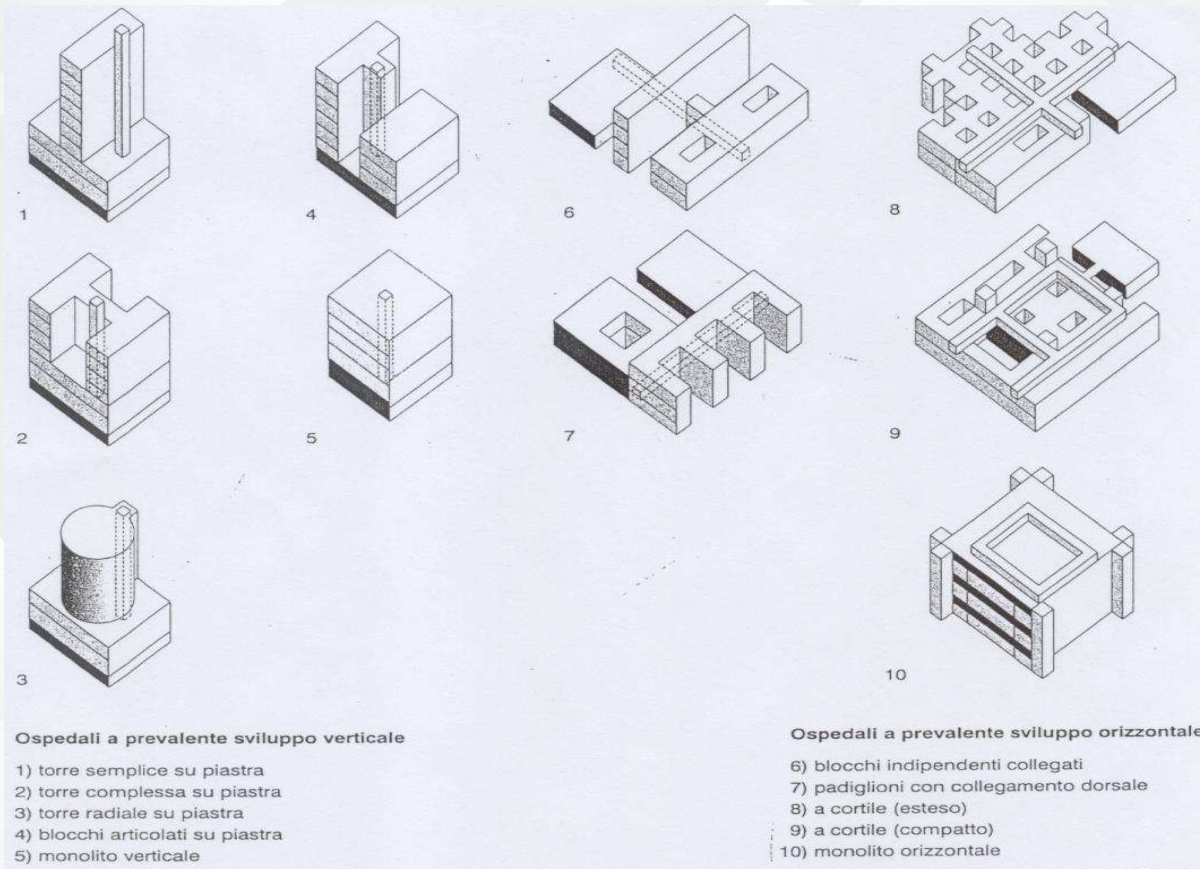 1
4
6
8
2
5
7
9
3
10
Ospedali a prevalente sviluppo verticale
1) torre semplice su piastra
2) torre complessa su piastra
3) torre radiale su piastra
4) blocchi articolati su piastra
5) monolito verticale
Ospedali a prevalente sviluppo orizzontale
6) blocchi indipendenti collegati
7) padiglioni con collegamento dorsale
8) a cortile (esteso)
9) a cortile (compatto)
10) monolito orizzontale